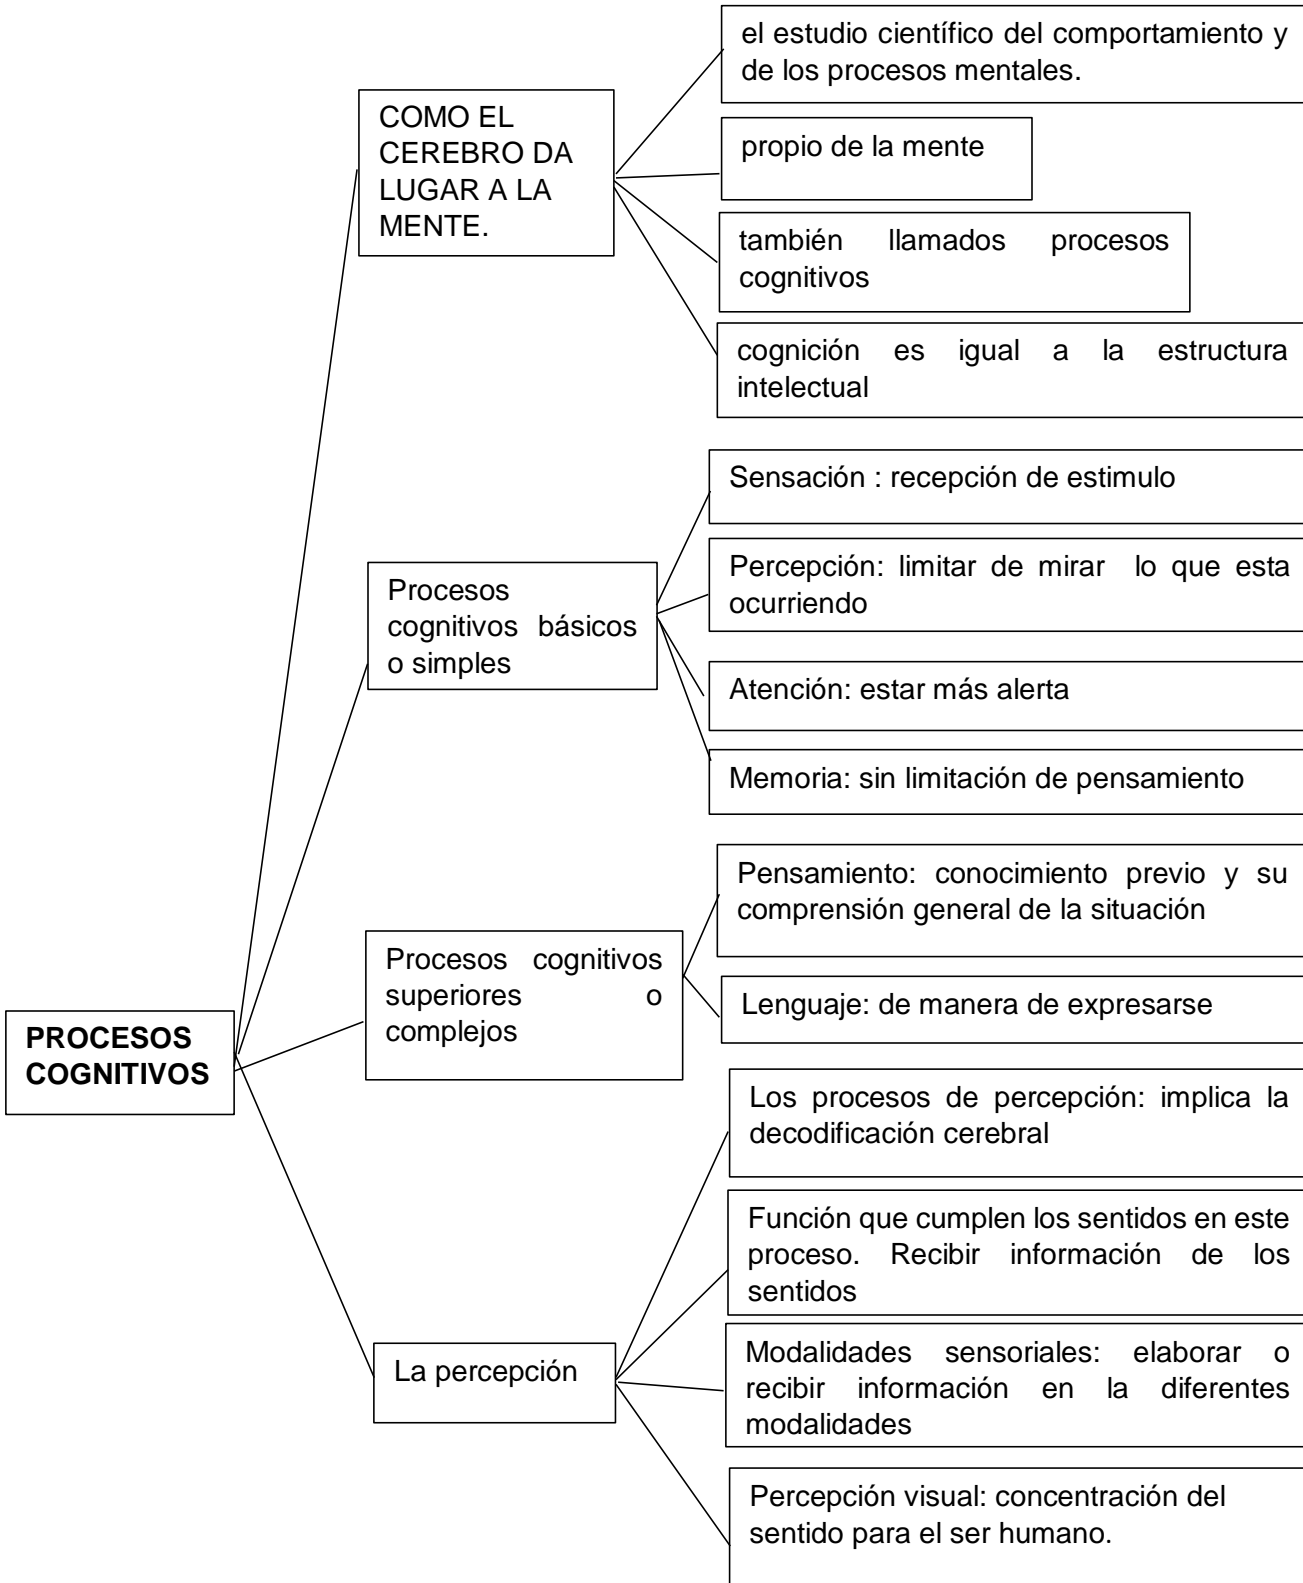 el estudio científico del comportamiento y
de los procesos mentales.
COMO EL
CEREBRO DA
LUGAR A LA
MENTE.
propio de la mente
también llamados procesos
cognitivos
cognición es igual a la estructura
intelectual
Sensación : recepción de estimulo
Procesos
cognitivos básicos
o simples
Percepción: limitar de mirar lo que esta
ocurriendo
Atención: estar más alerta
Memoria: sin limitación de pensamiento
Procesos cognitivos
superiores o
complejos
Pensamiento: conocimiento previo y su
comprensión general de la situación
Lenguaje: de manera de expresarse
PROCESOS
COGNITIVOS
Los procesos de percepción: implica la
decodificación cerebral
Función que cumplen los sentidos en este
proceso. Recibir información de los
sentidos
La percepción
Modalidades sensoriales: elaborar o
recibir información en la diferentes
modalidades
Percepción visual: concentración del
sentido para el ser humano.